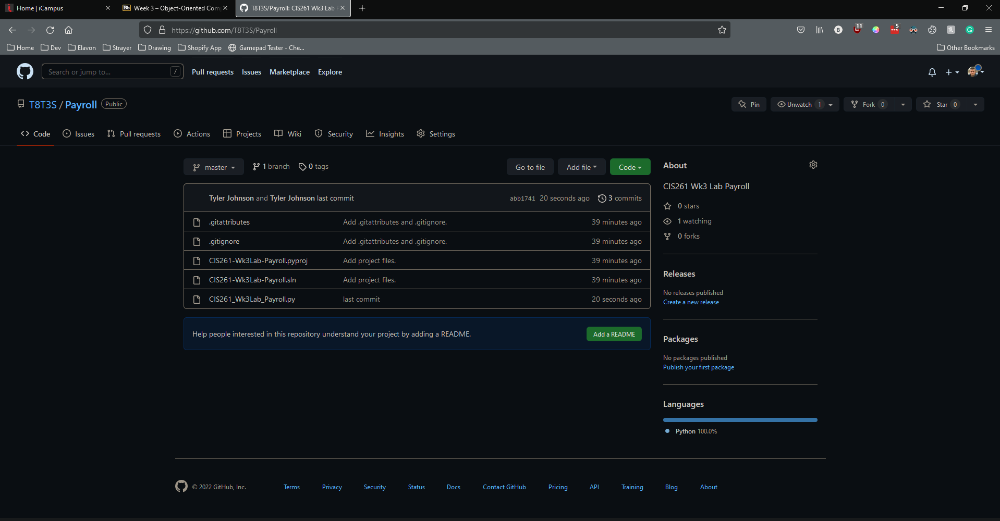 Home | iCampus
Bb Week 3 – Object-Oriented Com
T8T3S/Payroll: CIS261 Wk3 Lab P
https://github.com/T8T3S/Payroll
11
B
5
Home Dev Elavon Strayer Drawing Shopify App Gamepad Tester - Che... Other Bookmarks
Search or jump to... / Pull requests Issues Marketplace Explore
T8T3S / Payroll Public Pin Unwatch 1 Fork 0 Star 0
Code Issues Pull requests Actions Projects Wiki Security Insights Settings
master 1 branch 0 tags Go to file Add file Code
Tyler Johnson and Tyler Johnson last commit abb1741 20 seconds ago 3 commits
.gitattributes Add .gitattributes and .gitignore. 39 minutes ago
.gitignore Add .gitattributes and .gitignore. 39 minutes ago
CIS261-Wk3Lab-Payroll.pyproj Add project files. 39 minutes ago
CIS261-Wk3Lab-Payroll.sln Add project files. 39 minutes ago
CIS261_Wk3Lab_Payroll.py last commit 20 seconds ago
Help people interested in this repository understand your project by adding a README. Add a README
About
CIS261 Wk3 Lab Payroll
0 stars
1 watching
0 forks
Releases
No releases published
Create a new release
Packages
No packages published
Publish your first package
Languages
Python 100.0%
© 2022 GitHub, Inc. Terms Privacy Security Status Docs Contact GitHub Pricing API Training Blog About